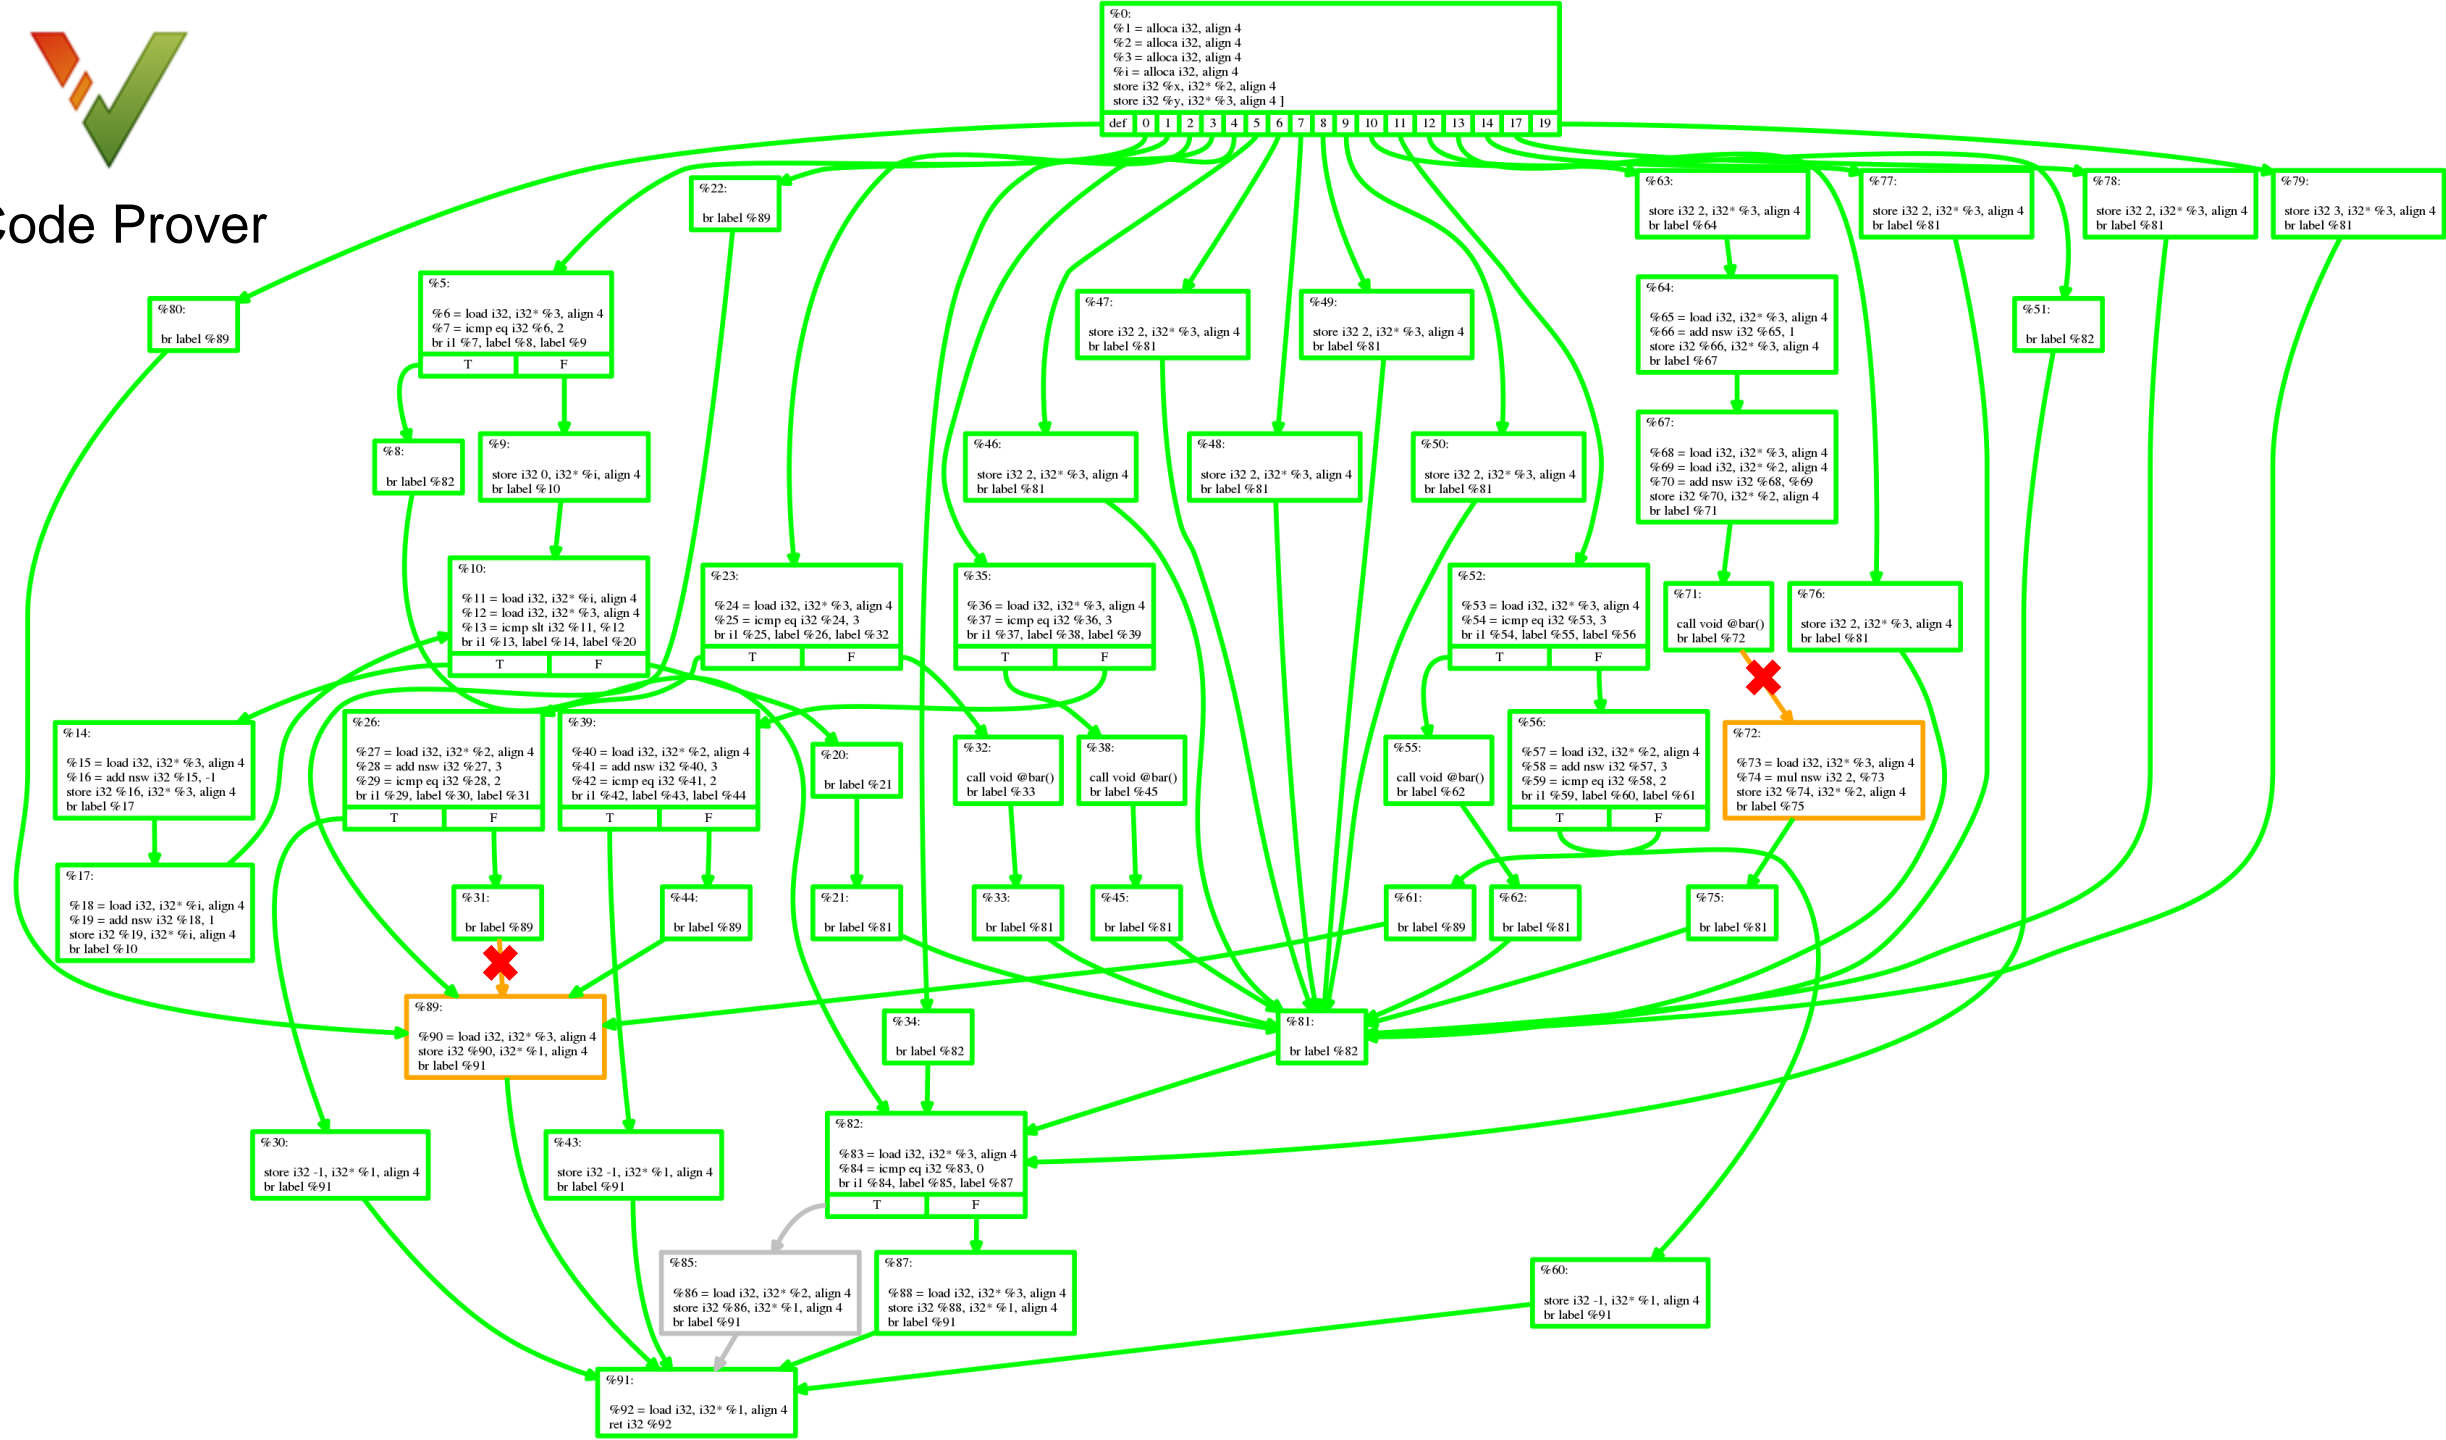 Code Prover
%0:
%1 = alloca i32, align 4
%2 = alloca i32, align 4
%3 = alloca i32, align 4
%i = alloca i32, align 4
store i32 %x, i32* %2, align 4
store i32 %y, i32* %3, align 4 ]
def 0 1 2 3 4 5 6 7 8 9 10 11 12 13 14 17 19
%22:
br label %89
%63:
store i32 2, i32* %3, align 4
br label %64
%77:
store i32 2, i32* %3, align 4
br label %81
%78:
store i32 2, i32* %3, align 4
br label %81
%79:
store i32 3, i32* %3, align 4
br label %81
%80:
br label %89
%5:
%6 = load i32, i32* %3, align 4
%7 = icmp eq i32 %6, 2
br i1 %7, label %8, label %9
T F
%47:
store i32 2, i32* %3, align 4
br label %81
%49:
store i32 2, i32* %3, align 4
br label %81
%64:
%65 = load i32, i32* %3, align 4
%66 = add nsw i32 %65, 1
store i32 %66, i32* %3, align 4
br label %67
%51:
br label %82
%8:
br label %82
%9:
store i32 0, i32* %i, align 4
br label %10
%46:
store i32 2, i32* %3, align 4
br label %81
%48:
store i32 2, i32* %3, align 4
br label %81
%50:
store i32 2, i32* %3, align 4
br label %81
%67:
%68 = load i32, i32* %3, align 4
%69 = load i32, i32* %2, align 4
%70 = add nsw i32 %68, %69
store i32 %70, i32* %2, align 4
br label %71
%10:
%11 = load i32, i32* %i, align 4
%12 = load i32, i32* %3, align 4
%13 = icmp slt i32 %11, %12
br i1 %13, label %14, label %20
T F
%23:
%24 = load i32, i32* %3, align 4
%25 = icmp eq i32 %24, 3
br i1 %25, label %26, label %32
T F
%35:
%36 = load i32, i32* %3, align 4
%37 = icmp eq i32 %36, 3
br i1 %37, label %38, label %39
T F
%52:
%53 = load i32, i32* %3, align 4
%54 = icmp eq i32 %53, 3
br i1 %54, label %55, label %56
T F
%71:
call void @bar()
br label %72
%76:
store i32 2, i32* %3, align 4
br label %81
%14:
%15 = load i32, i32* %3, align 4
%16 = add nsw i32 %15, -1
store i32 %16, i32* %3, align 4
br label %17
%26:
%27 = load i32, i32* %2, align 4
%28 = add nsw i32 %27, 3
%29 = icmp eq i32 %28, 2
br i1 %29, label %30, label %31
T F
%39:
%40 = load i32, i32* %2, align 4
%41 = add nsw i32 %40, 3
%42 = icmp eq i32 %41, 2
br i1 %42, label %43, label %44
T F
%20:
br label %21
%32:
call void @bar()
br label %33
%38:
call void @bar()
br label %45
%55:
call void @bar()
br label %62
%56:
%57 = load i32, i32* %2, align 4
%58 = add nsw i32 %57, 3
%59 = icmp eq i32 %58, 2
br i1 %59, label %60, label %61
T F
%72:
%73 = load i32, i32* %3, align 4
%74 = mul nsw i32 2, %73
store i32 %74, i32* %2, align 4
br label %75
%17:
%18 = load i32, i32* %i, align 4
%19 = add nsw i32 %18, 1
store i32 %19, i32* %i, align 4
br label %10
%31:
br label %89
%44:
br label %89
%21:
br label %81
%33:
br label %81
%45:
br label %81
%61:
br label %89
%62:
br label %81
%75:
br label %81
%89:
%90 = load i32, i32* %3, align 4
store i32 %90, i32* %1, align 4
br label %91
%34:
br label %82
%81:
br label %82
%30:
store i32 -1, i32* %1, align 4
br label %91
%43:
store i32 -1, i32* %1, align 4
br label %91
%82:
%83 = load i32, i32* %3, align 4
%84 = icmp eq i32 %83, 0
br i1 %84, label %85, label %87
T F
%85:
%86 = load i32, i32* %2, align 4
store i32 %86, i32* %1, align 4
br label %91
%87:
%88 = load i32, i32* %3, align 4
store i32 %88, i32* %1, align 4
br label %91
%60:
store i32 -1, i32* %1, align 4
br label %91
%91:
%92 = load i32, i32* %1, align 4
ret i32 %92